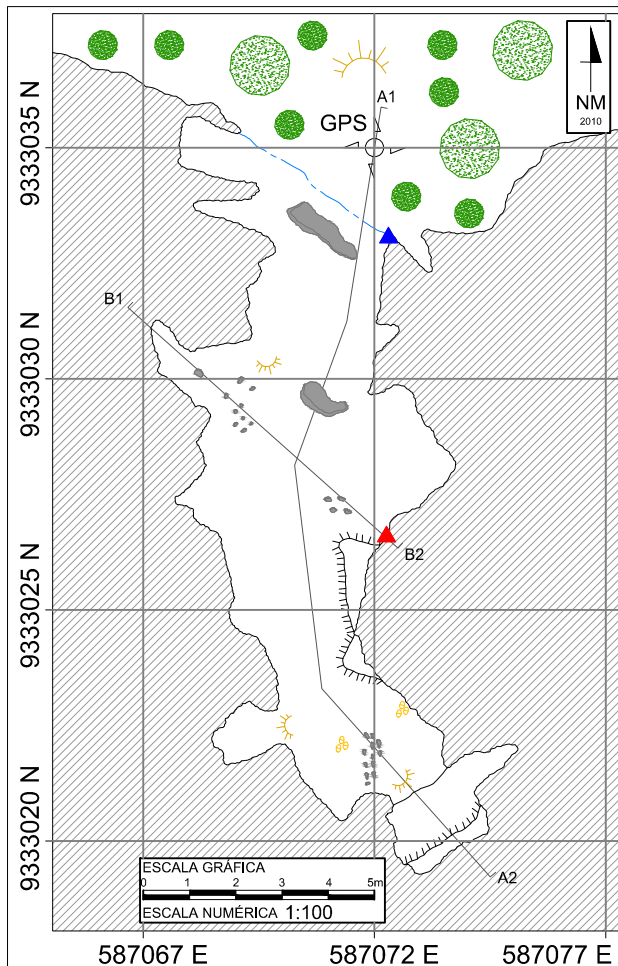 A1
GPS
NM
2010
9333035 N
B1
9333030 N
B2
9333025 N
9333020 N
A2
ESCALA GRÁFICA
0 1 2 3 4 5m
ESCALA NUMÉRICA 1:100
587067 E 587072 E 587077 E